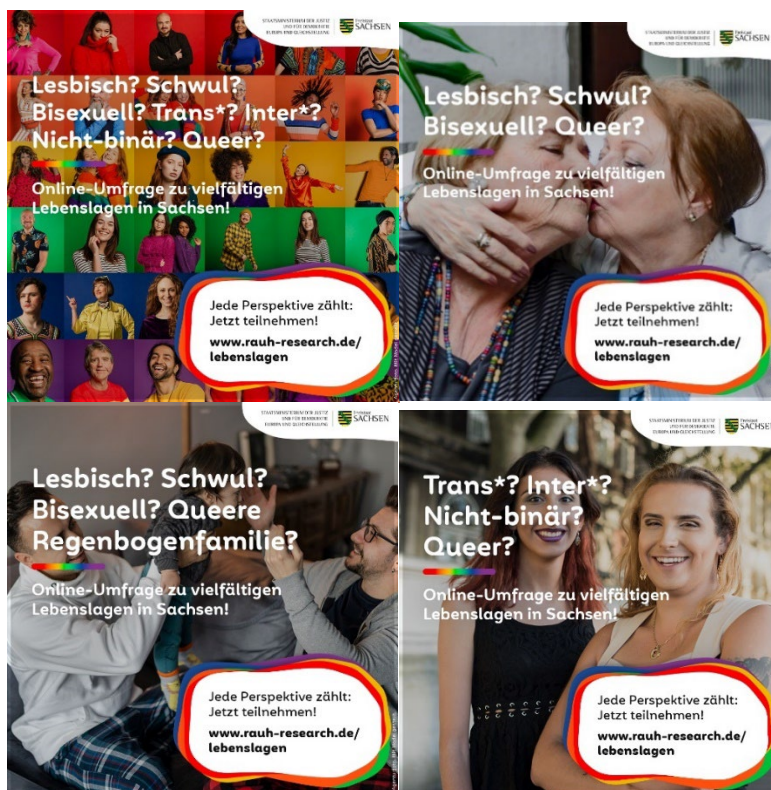 STAATSMINISTERIUM DER JUSTIZ
UND FÜR DEMOKRATIE
EUROPA UND GLEICHSTELLUNG
Freistaat
SACHSEN
Lesbisch? Schwul?
Bisexuell? Trans*? Inter*?
Nicht-binär? Queer?
Online-Umfrage zu vielfältigen
Lebenslagen in Sachsen!
Jede Perspektive zählt:
Jetzt teilnehmen!
www.rauh-research.de/
lebenslagen
STAATSMINISTERIUM DER JUSTIZ
UND FÜR DEMOKRATIE
EUROPA UND GLEICHSTELLUNG
Freistaat
SACHSEN
Lesbisch? Schwul?
Bisexuell? Queer?
Online-Umfrage zu vielfältigen
Lebenslagen in Sachsen!
Jede Perspektive zählt:
Jetzt teilnehmen!
www.rauh-research.de/
lebenslagen
STAATSMINISTERIUM DER JUSTIZ
UND FÜR DEMOKRATIE
EUROPA UND GLEICHSTELLUNG
Freistaat
SACHSEN
Lesbisch? Schwul?
Bisexuell? Queere
Regenbogenfamilie?
Online-Umfrage zu vielfältigen
Lebenslagen in Sachsen!
Jede Perspektive zählt:
Jetzt teilnehmen!
www.rauh-research.de/
lebenslagen
STAATSMINISTERIUM DER JUSTIZ
UND FÜR DEMOKRATIE
EUROPA UND GLEICHSTELLUNG
Freistaat
SACHSE
Trans*? Inter*?
Nicht-binär?
Queer?
Online-Umfrage zu vielfältigen
Lebenslagen in Sachsen!
Jede Perspektive zählt:
Jetzt teilnehmen!
www.rauh-research.de/
lebenslagen